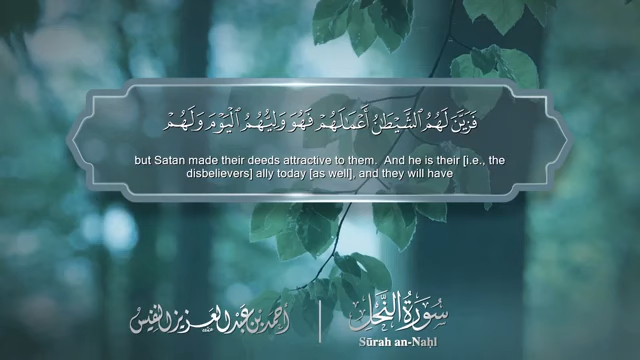 فَزَيَّنَ لَهُمُ ٱلشَّيْطَٰنُ أَعْمَٰلَهُمْ فَهُوَ وَلِيُّهُمُ ٱلْيَوْمَ وَلَهُمْ
but Satan made their deeds attractive to them. And he is their [i.e., the
disbelievers] ally today [as well], and they will have
سُورَةُ النَّحْل
Sūrah an-Naḥl
أحمد بن عبد العزيز النفيس